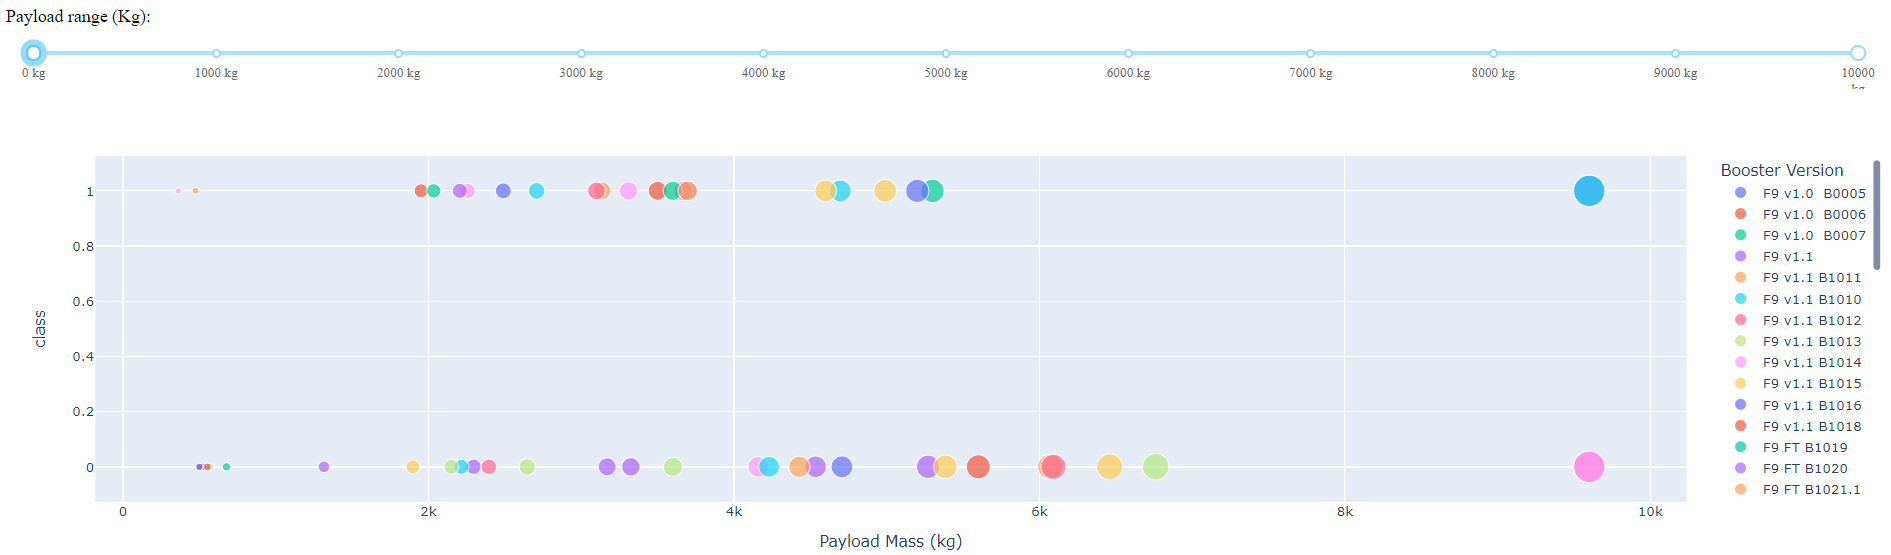 Payload range (Kg):
0 kg 1000 kg 2000 kg 3000 kg 4000 kg 5000 kg 6000 kg 7000 kg 8000 kg 9000 kg 10000
1
0.8
0.6
0.4
0.2
0
class
0 2k 4k 6k 8k 10k
Payload Mass (kg)
Booster Version
F9 v1.0  B0005
F9 v1.0  B0006
F9 v1.0  B0007
F9 v1.1
F9 v1.1 B1011
F9 v1.1 B1010
F9 v1.1 B1012
F9 v1.1 B1013
F9 v1.1 B1014
F9 v1.1 B1015
F9 v1.1 B1016
F9 v1.1 B1018
F9 FT B1019
F9 FT B1020
F9 FT B1021.1